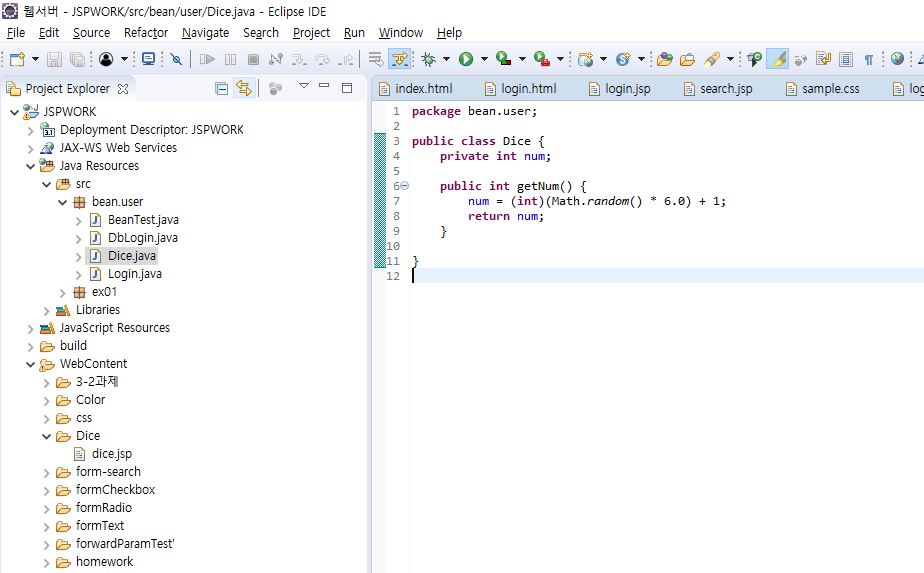 웹서버 - JSPWORK/src/bean/user/Dice.java - Eclipse IDE
File Edit Source Refactor Navigate Search Project Run Window Help
Project Explorer
index.html login.html login.jsp search.jsp sample.css log
JSPWORK
Deployment Descriptor: JSPWORK
JAX-WS Web Services
Java Resources
src
bean.user
BeanTest.java
DbLogin.java
Dice.java
Login.java
ex01
Libraries
JavaScript Resources
build
WebContent
3-2과제
Color
css
Dice
dice.jsp
form-search
formCheckbox
formRadio
formText
forwardParamTest'
homework
1 package bean.user;
2
3 public class Dice {
4 private int num;
5
6 public int getNum() {
7 num = (int)(Math.random() * 6.0) + 1;
8 return num;
9 }
10
11 }
12